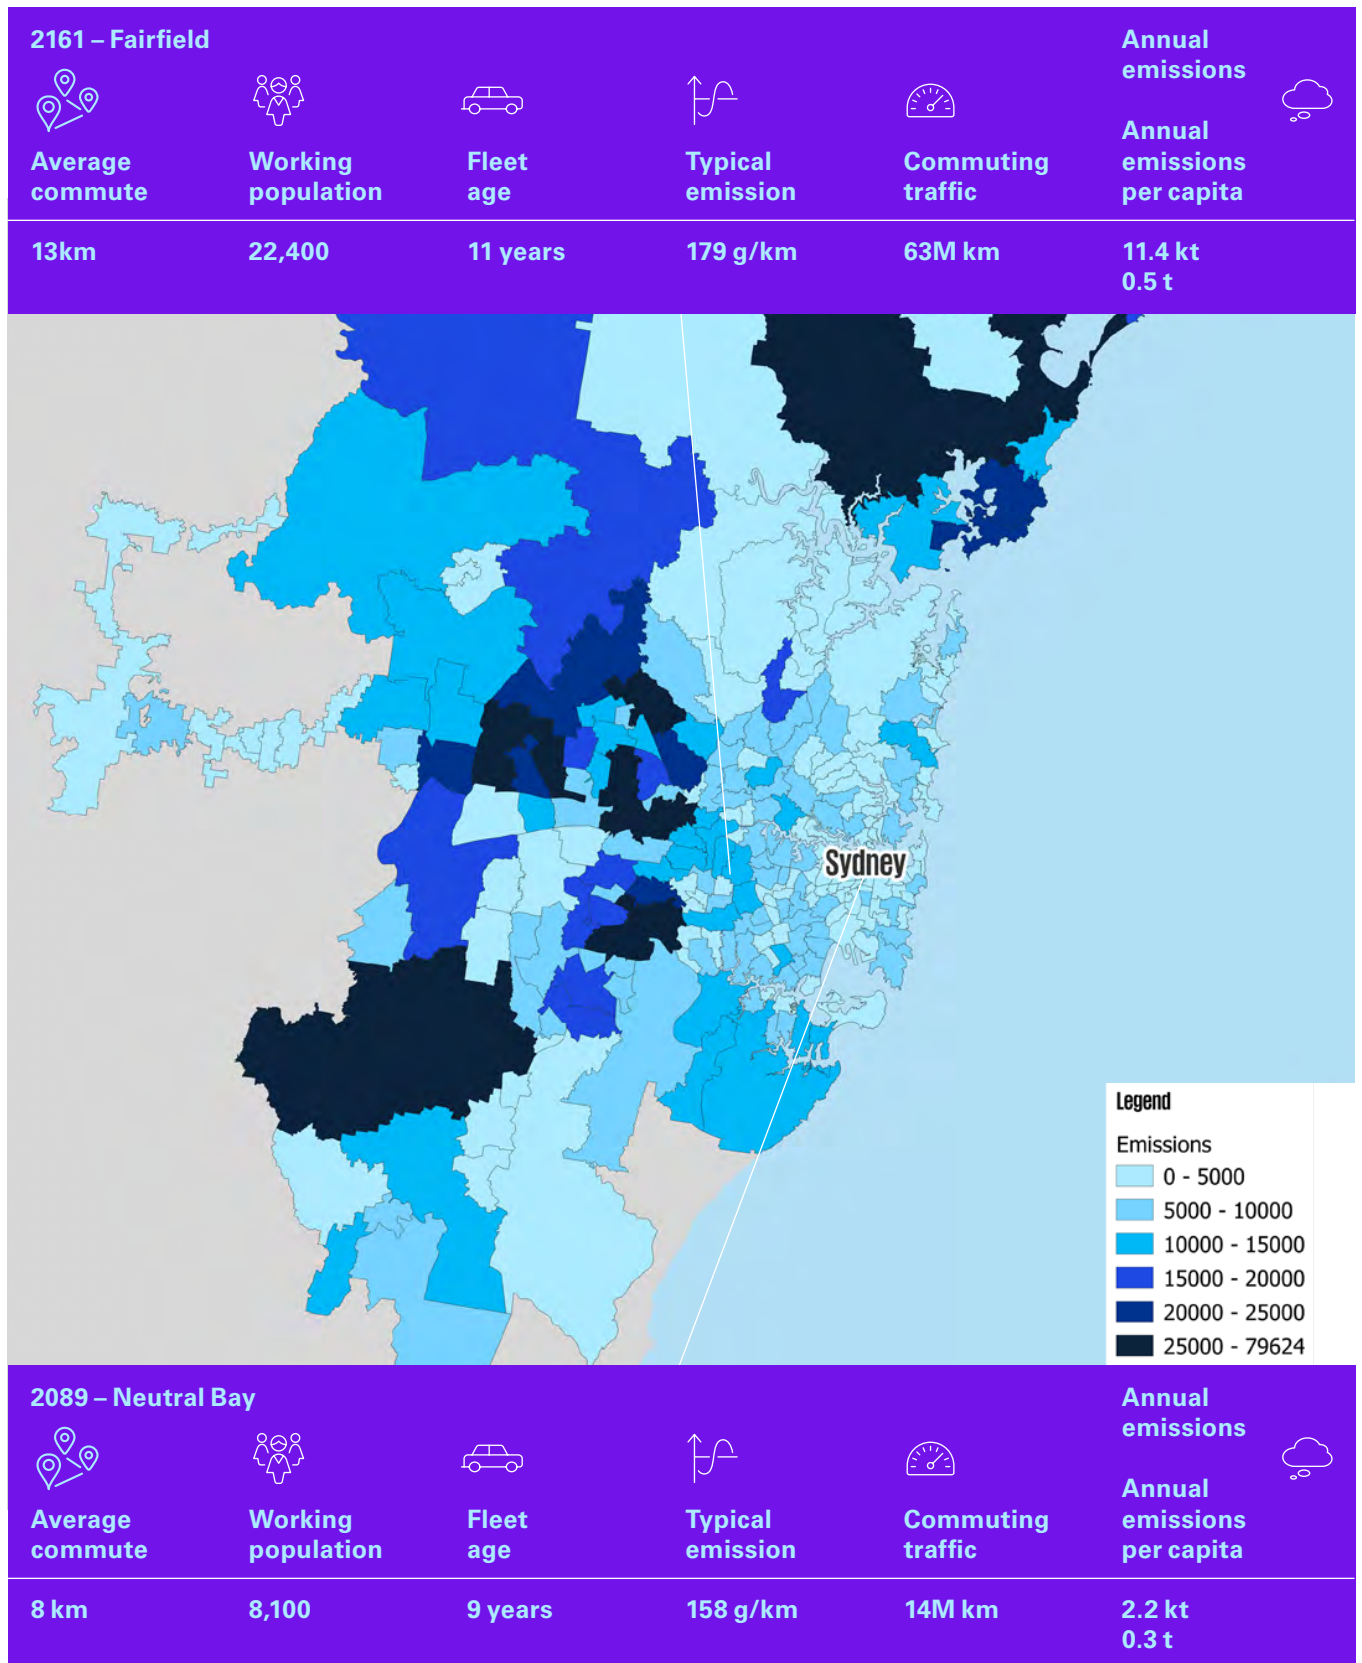 2161 – Fairfield
Average
commute
Working
population
Fleet
age
Typical
emission
Commuting
traffic
Annual
emissions
Annual
emissions
per capita
13km
22,400
11 years
179 g/km
63M km
11.4 kt
0.5 t
Sydney
Legend
Emissions
0 - 5000
5000 - 10000
10000 - 15000
15000 - 20000
20000 - 25000
25000 - 79624
2089 – Neutral Bay
Average
commute
Working
population
Fleet
age
Typical
emission
Commuting
traffic
Annual
emissions
Annual
emissions
per capita
8 km
8,100
9 years
158 g/km
14M km
2.2 kt
0.3 t